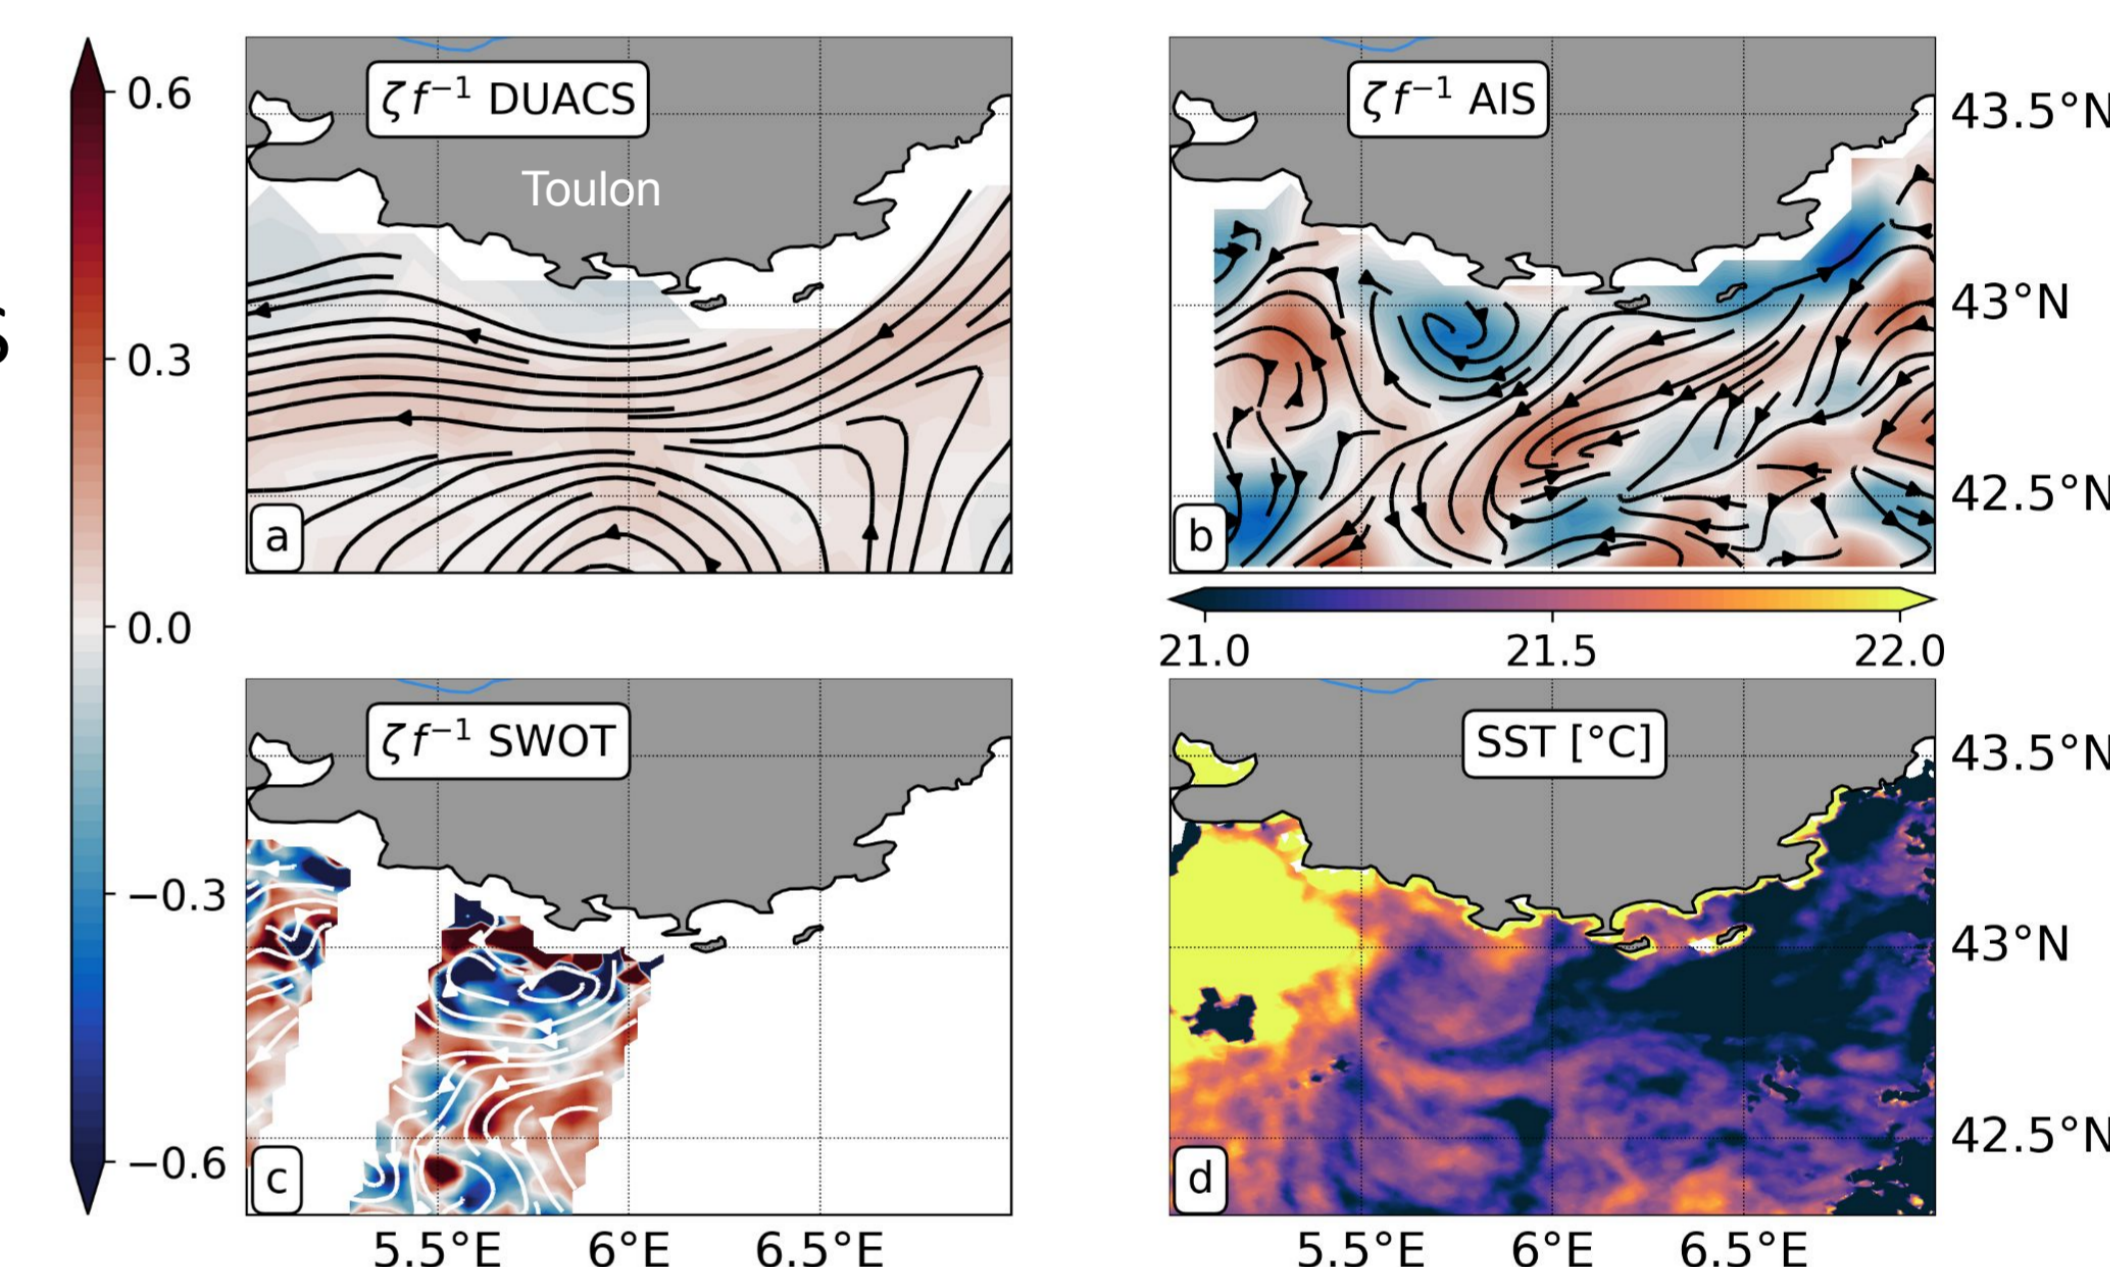 0.6
0.3
0.0
−0.3
−0.6
ζf⁻¹ DUACS
Toulon
a
ζf⁻¹ AIS
b
43.5°N
43°N
42.5°N
21.0 21.5 22.0
ζf⁻¹ SWOT
c
5.5°E 6°E 6.5°E
SST [°C]
d
43.5°N
43°N
42.5°N
5.5°E 6°E 6.5°E